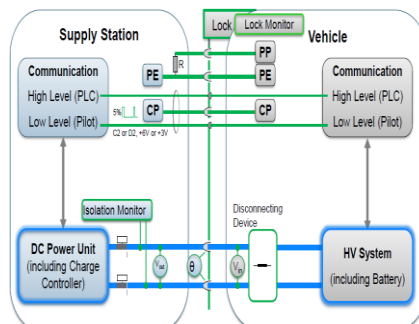 Supply Station
Lock
Lock Monitor
Vehicle
Communication
High Level (PLC)
Low Level (Pilot)
R
PE
5%
CP
C2 or D2, +6V or +3V
PP
PE
CP
Communication
High Level (PLC)
Low Level (Pilot)
Isolation Monitor
Disconnecting
Device
DC Power Unit
(including Charge
Controller)
θ
V in
HV System
(including Battery)